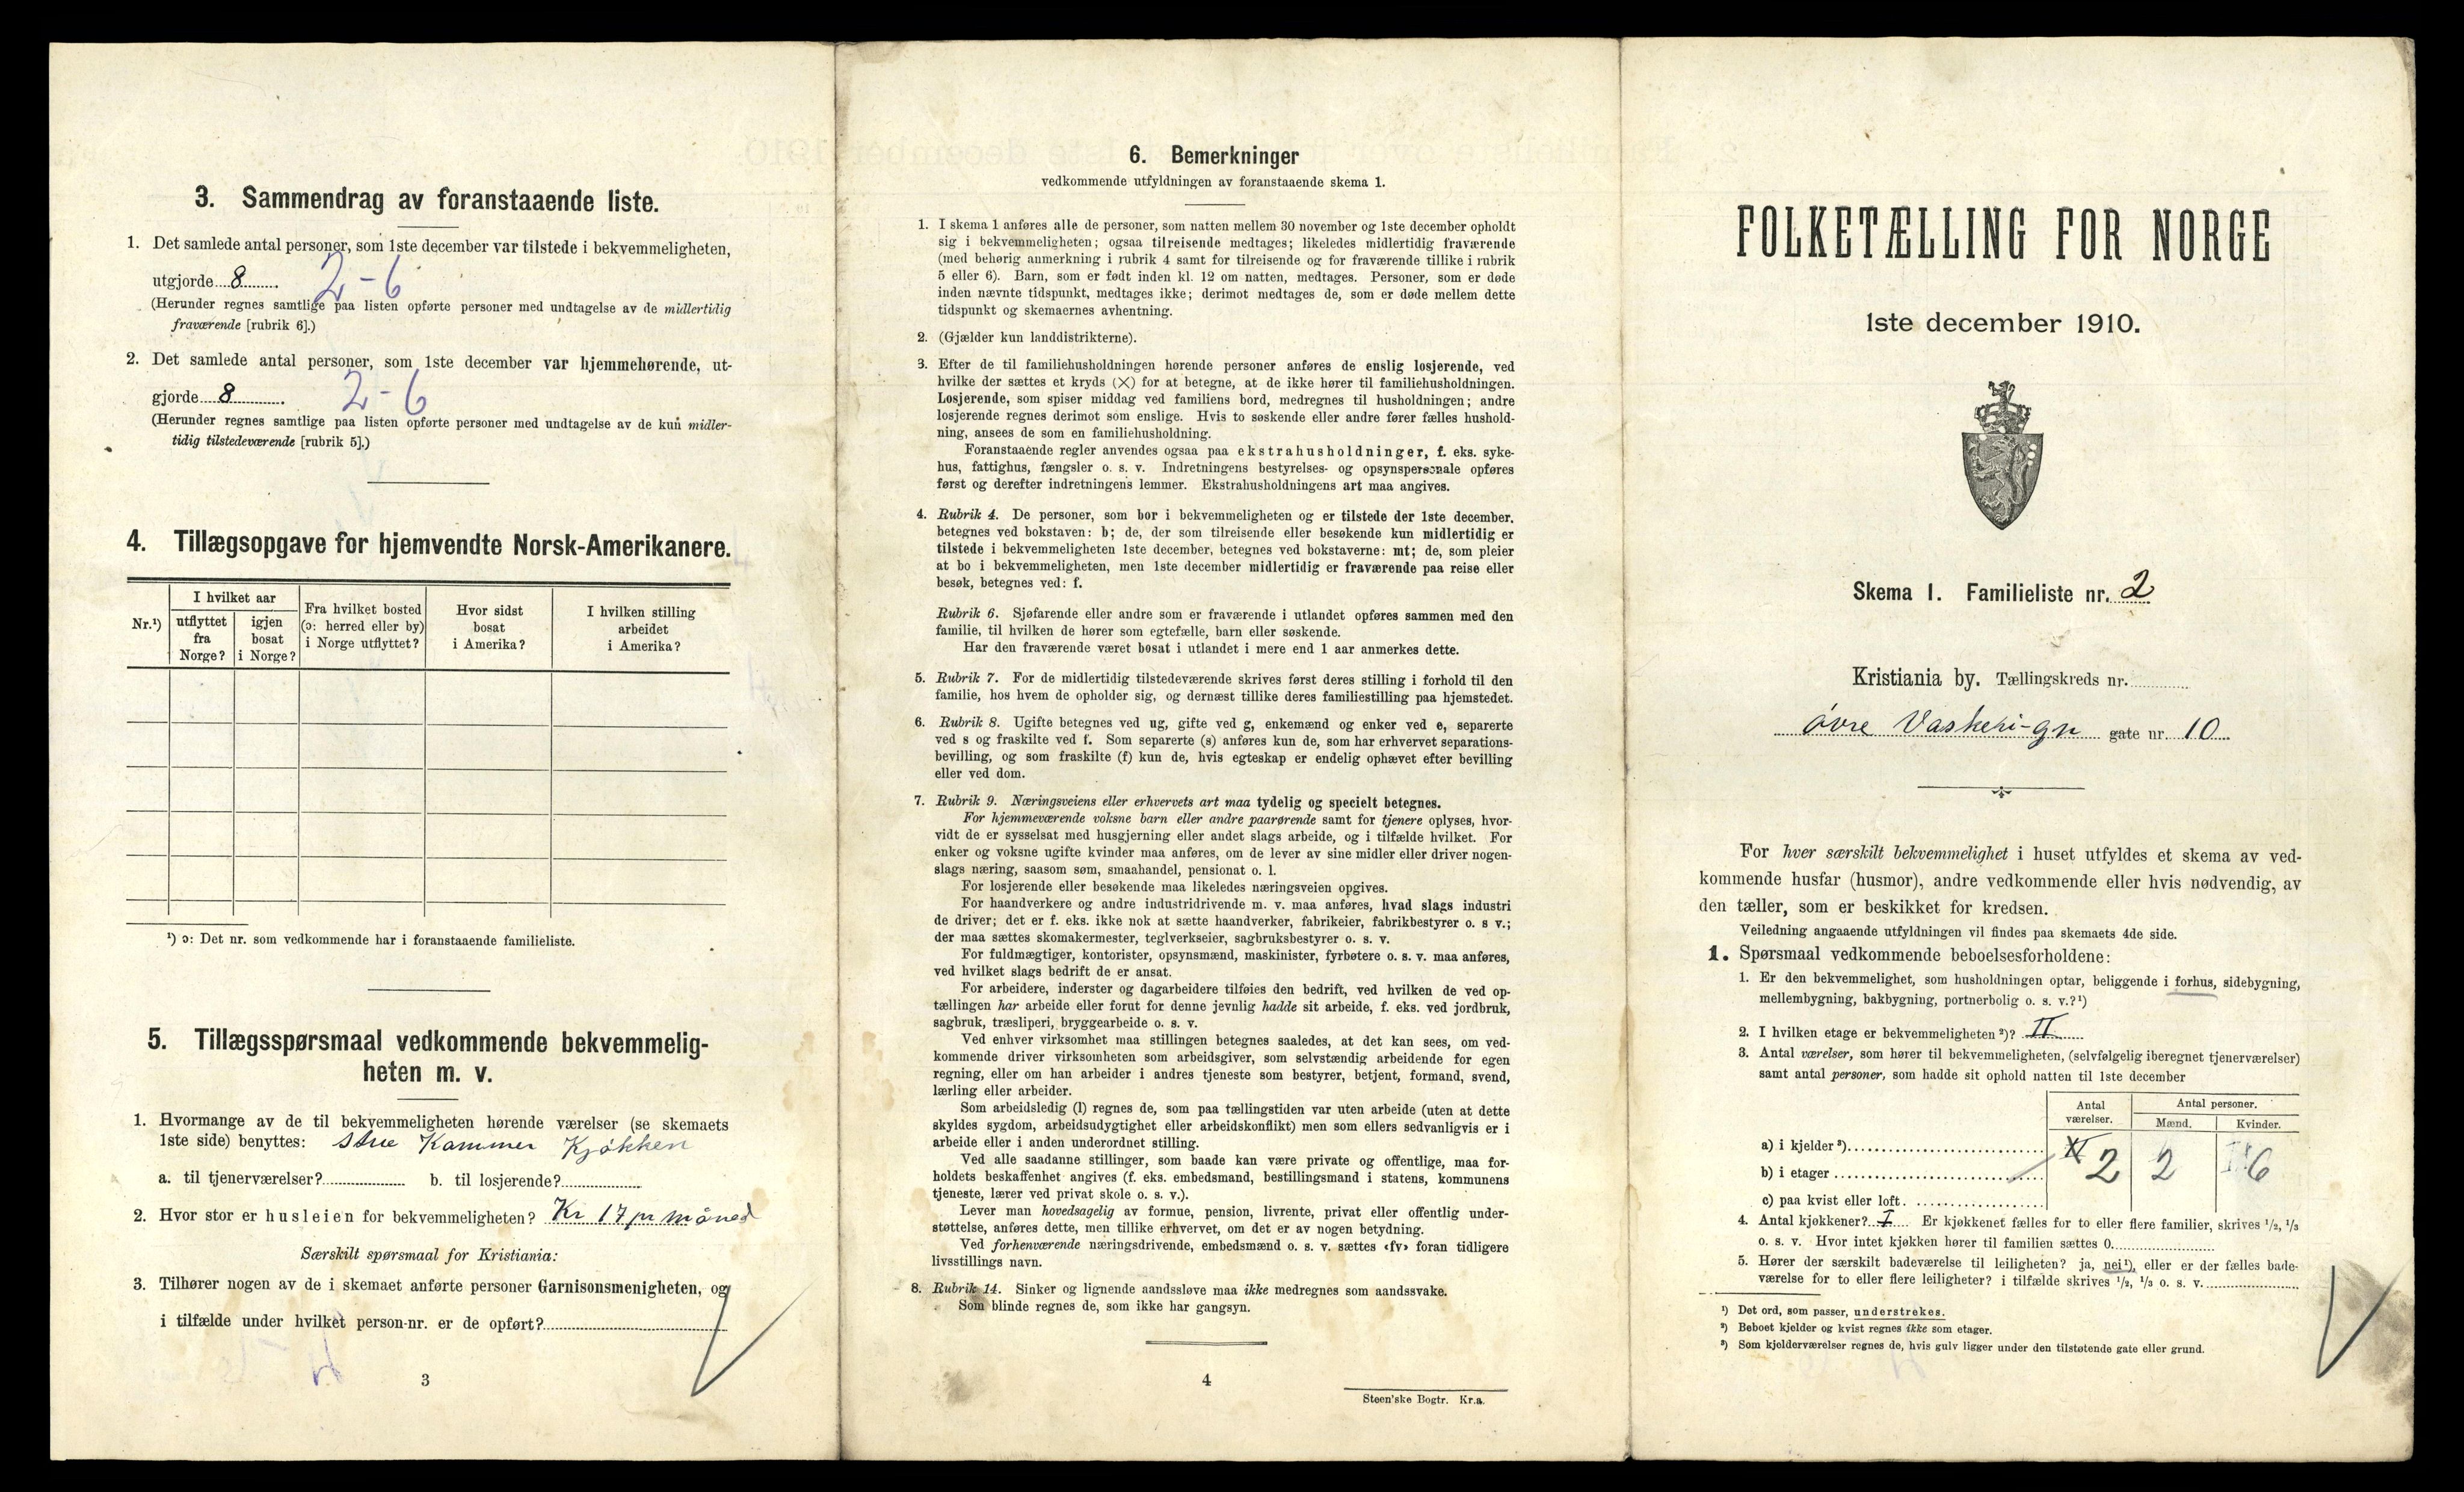 3. Sammendrag av foranstaaende liste.
1. Det samlede antal personer, som 1ste december var tilstede i bekvemmeligheten,
utgjorde 8 2-6
(Herunder regnes samtlige paa listen opførte personer med undtagelse av de midlertidig
fraværende [rubrik 6].)
2. Det samlede antal personer, som 1ste december var hjemmehørende, ut-
gjorde 8 2-6
(Herunder regnes samtlige paa listen opførte personer med undtagelse av de kun midler-
tidig tilstedeværende [rubrik 5].)
4. Tillægsopgave for hjemvendte Norsk-Amerikanere.
Nr.¹)
I hvilket aar
utflyttet
fra
Norge?
igjen
bosat
i Norge?
Fra hvilket bosted
(ɔ: herred eller by)
i Norge utflyttet?
Hvor sidst
bosat
i Amerika?
I hvilken stilling
arbeidet
i Amerika?
¹) ɔ: Det nr. som vedkommende har i foranstaaende familieliste.
5. Tillægsspørsmaal vedkommende bekvemmelig-
heten m. v.
1. Hvormange av de til bekvemmeligheten hørende værelser (se skemaets
1ste side) benyttes: stue Kammer Kjøkken
a. til tjenerværelser? b. til losjerende?
2. Hvor stor er husleien for bekvemmeligheten? Kr 17 pr måned
Særskilt spørsmaal for Kristiania:
3. Tilhører nogen av de i skemaet anførte personer Garnisonsmenigheten, og
i tilfælde under hvilket person-nr. er de opført?
3
6. Bemerkninger
vedkommende utfyldningen av foranstaaende skema 1.
1. I skema 1 anføres alle de personer, som natten mellem 30 november og 1ste december opholdt
sig i bekvemmeligheten; ogsaa tilreisende medtages; likeledes midlertidig fraværende
(med behørig anmerkning i rubrik 4 samt for tilreisende og for fraværende tillike i rubrik
5 eller 6). Barn, som er født inden kl. 12 om natten, medtages. Personer, som er døde
inden nævnte tidspunkt, medtages ikke; derimot medtages de, som er døde mellem dette
tidspunkt og skemaernes avhentning.
2. (Gjælder kun landdistrikterne).
3. Efter de til familiehusholdningen hørende personer anføres de enslig losjerende, ved
hvilke der sættes et kryds (×) for at betegne, at de ikke hører til familiehusholdningen.
Losjerende, som spiser middag ved familiens bord, medregnes til husholdningen; andre
losjerende regnes derimot som enslige. Hvis to søskende eller andre fører fælles hushold-
ning, ansees de som en familiehusholdning.
Foranstaaende regler anvendes ogsaa paa ekstrahusholdninger, f. eks. syke-
hus, fattighus, fængsler o. s. v. Indretningens bestyrelses- og opsynspersonale opføres
først og derefter indretningens lemmer. Ekstrahusholdningens art maa angives.
4. Rubrik 4. De personer, som bor i bekvemmeligheten og er tilstede der 1ste december,
betegnes ved bokstaven: b; de, der som tilreisende eller besøkende kun midlertidig er
tilstede i bekvemmeligheten 1ste december, betegnes ved bokstaverne: mt; de, som pleier
at bo i bekvemmeligheten, men 1ste december midlertidig er fraværende paa reise eller
besøk, betegnes ved: f.
Rubrik 6. Sjøfarende eller andre som er fraværende i utlandet opføres sammen med den
familie, til hvilken de hører som egtefælle, barn eller søskende.
Har den fraværende været bosat i utlandet i mere end 1 aar anmerkes dette.
5. Rubrik 7. For de midlertidig tilstedeværende skrives først deres stilling i forhold til den
familie, hos hvem de opholder sig, og dernæst tillike deres familiestilling paa hjemstedet.
6. Rubrik 8. Ugifte betegnes ved ug, gifte ved g, enkemænd og enker ved e, separerte
ved s og fraskilte ved f. Som separerte (s) anføres kun de, som har erhvervet separations-
bevilling, og som fraskilte (f) kun de, hvis egteskap er endelig ophævet efter bevilling
eller ved dom.
7. Rubrik 9. Næringsveiens eller erhvervets art maa tydelig og specielt betegnes.
For hjemmeværende voksne barn eller andre paarørende samt for tjenere oplyses, hvor-
vidt de er sysselsat med husgjerning eller andet slags arbeide, og i tilfælde hvilket. For
enker og voksne ugifte kvinder maa anføres, om de lever av sine midler eller driver nogen-
slags næring, saasom søm, smaahandel, pensionat o. l.
For losjerende eller besøkende maa likeledes næringsveien opgives.
For haandverkere og andre industridrivende m. v. maa anføres, hvad slags industri
de driver; det er f. eks. ikke nok at sætte haandverker, fabrikeier, fabrikbestyrer o. s v.;
der maa sættes skomakermester, teglverkseier, sagbruksbestyrer o. s. v.
For fuldmægtiger, kontorister, opsynsmænd, maskinister, fyrbøtere o. s. v. maa anføres,
ved hvilket slags bedrift de er ansat.
For arbeidere, inderster og dagarbeidere tilføies den bedrift, ved hvilken de ved op-
tællingen har arbeide eller forut for denne jevnlig hadde sit arbeide, f. eks. ved jordbruk,
sagbruk, træsliperi, bryggearbeide o. s. v.
Ved enhver virksomhet maa stillingen betegnes saaledes, at det kan sees, om ved-
kommende driver virksomheten som arbeidsgiver, som selvstændig arbeidende for egen
regning, eller om han arbeider i andres tjeneste som bestyrer, betjent, formand, svend,
lærling eller arbeider.
Som arbeidsledig (l) regnes de, som paa tællingstiden var uten arbeide (uten at dette
skyldes sygdom, arbeidsudygtighet eller arbeidskonflikt) men som ellers sedvanligvis er i
arbeide eller i anden underordnet stilling.
Ved alle saadanne stillinger, som baade kan være private og offentlige, maa for-
holdets beskaffenhet angives (f. eks. embedsmand, bestillingsmand i statens, kommunens
tjeneste, lærer ved privat skole o. s. v.).
Lever man hovedsagelig av formue, pension, livrente, privat eller offentlig under-
støttelse, anføres dette, men tillike erhvervet, om det er av nogen betydning.
Ved forhenværende næringsdrivende, embedsmænd o. s. v. sættes «fv» foran tidligere
livsstillings navn.
8. Rubrik 14. Sinker og lignende aandssløve maa ikke medregnes som aandssvake.
Som blinde regnes de, som ikke har gangsyn.
4
Steen'ske Bogtr. Kr.a.
FOLKETÆLLING FOR NORGE
1ste december 1910.
Skema 1. Familieliste nr. 2
Kristiania by. Tællingskreds nr.
øvre Vaskeri-gn gate nr. 10
For hver særskilt bekvemmelighet i huset utfyldes et skema av ved-
kommende husfar (husmor), andre vedkommende eller hvis nødvendig, av
den tæller, som er beskikket for kredsen.
Veiledning angaaende utfyldningen vil findes paa skemaets 4de side.
1. Spørsmaal vedkommende beboelsesforholdene:
1. Er den bekvemmelighet, som husholdningen optar, beliggende i forhus, sidebygning,
mellembygning, bakbygning, portnerbolig o. s. v.?¹)
2. I hvilken etage er bekvemmeligheten²)? II
3. Antal værelser, som hører til bekvemmeligheten, (selvfølgelig iberegnet tjenerværelser)
samt antal personer, som hadde sit ophold natten til 1ste december
Antal
værelser.
Antal personer.
Mænd. Kvinder.
a) i kjelder³)
b) i etager 2 2 6
c) paa kvist eller loft.
4. Antal kjøkkener? I Er kjøkkenet fælles for to eller flere familier, skrives 1/2, 1/3
o. s. v. Hvor intet kjøkken hører til familien sættes 0.
5. Hører der særskilt badeværelse til leiligheten? ja, nei¹), eller er der fælles bade-
værelse for to eller flere leiligheter? i tilfælde skrives 1/2, 1/3 o. s. v.
¹) Det ord, som passer, understrekes.
²) Beboet kjelder og kvist regnes ikke som etager.
³) Som kjelderværelser regnes de, hvis gulv ligger under den tilstøtende gate eller grund.